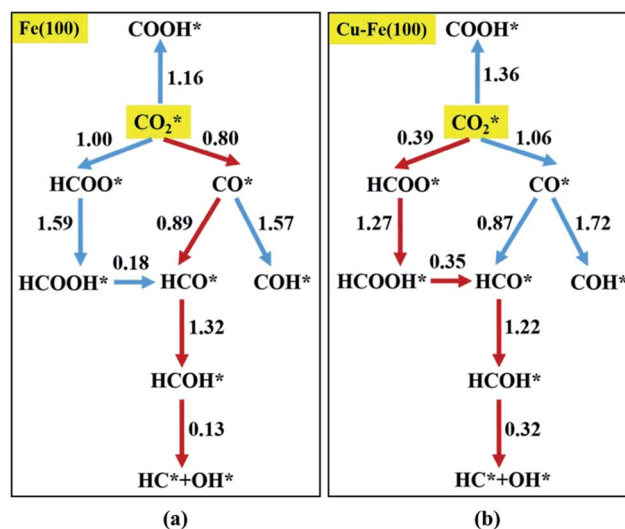 Fe(100)
COOH*
1.16
CO₂*
1.00
0.80
HCOO*
CO*
1.59
0.89
1.57
HCOOH*
0.18
HCO*
COH*
1.32
HCOH*
0.13
HC*+OH*
(a)
Cu-Fe(100)
COOH*
1.36
CO₂*
0.39
1.06
HCOO*
CO*
1.27
0.87
1.72
HCOOH*
0.35
HCO*
COH*
1.22
HCOH*
0.32
HC*+OH*
(b)